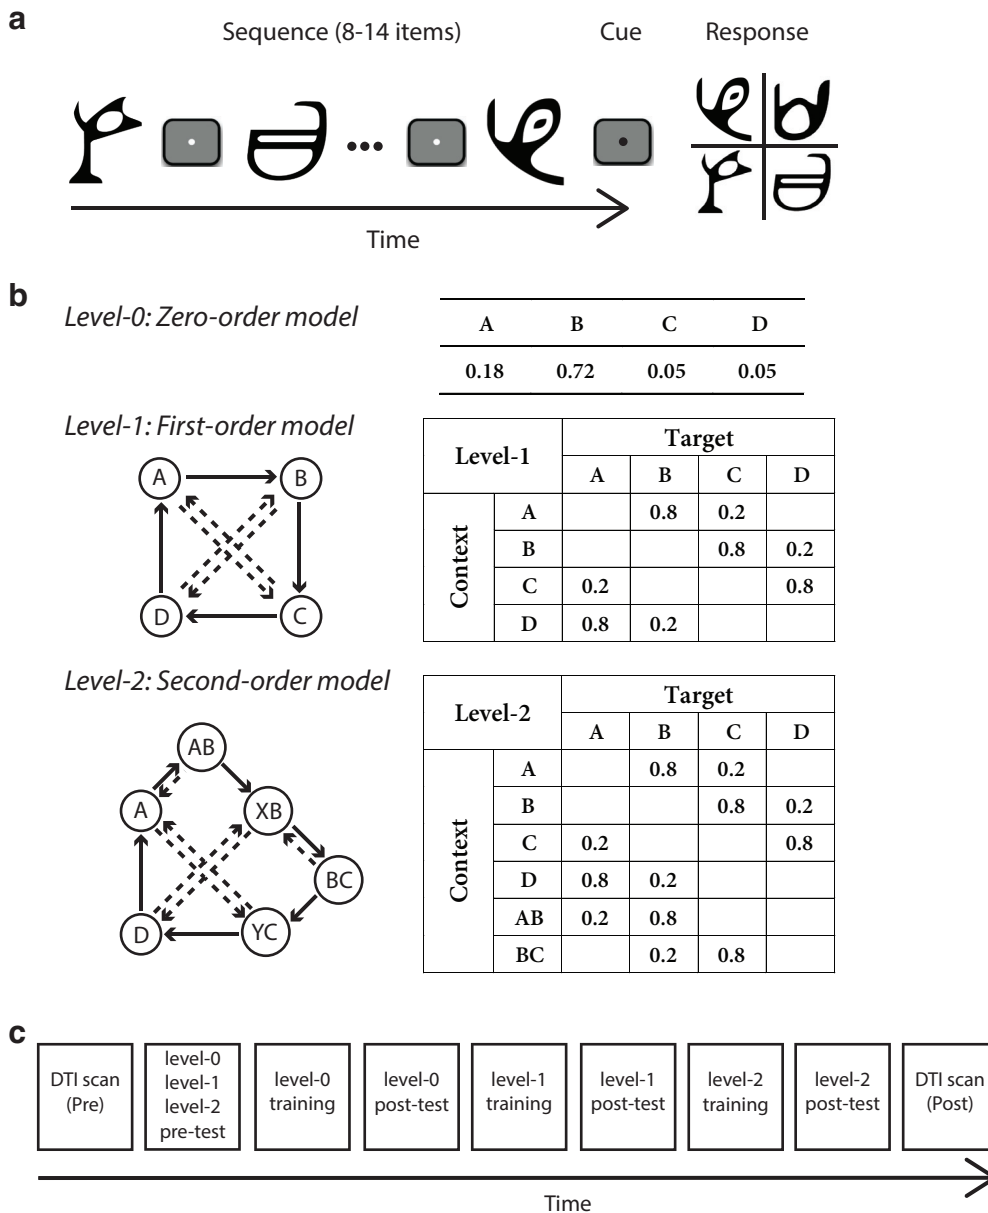 a
Sequence (8-14 items) Cue Response
Time
b
Level-0: Zero-order model
A B C D
0.18 0.72 0.05 0.05
Level-1: First-order model
A B
D C
Level-1 Target
A B C D
Context
A 0.8 0.2
B 0.8 0.2
C 0.2 0.8
D 0.8 0.2
Level-2: Second-order model
AB
A XB
BC
D YC
Level-2 Target
A B C D
Context
A 0.8 0.2
B 0.8 0.2
C 0.2 0.8
D 0.8 0.2
AB 0.2 0.8
BC 0.2 0.8
c
DTI scan
(Pre)
level-0
level-1
level-2
pre-test
level-0
training
level-0
post-test
level-1
training
level-1
post-test
level-2
training
level-2
post-test
DTI scan
(Post)
Time